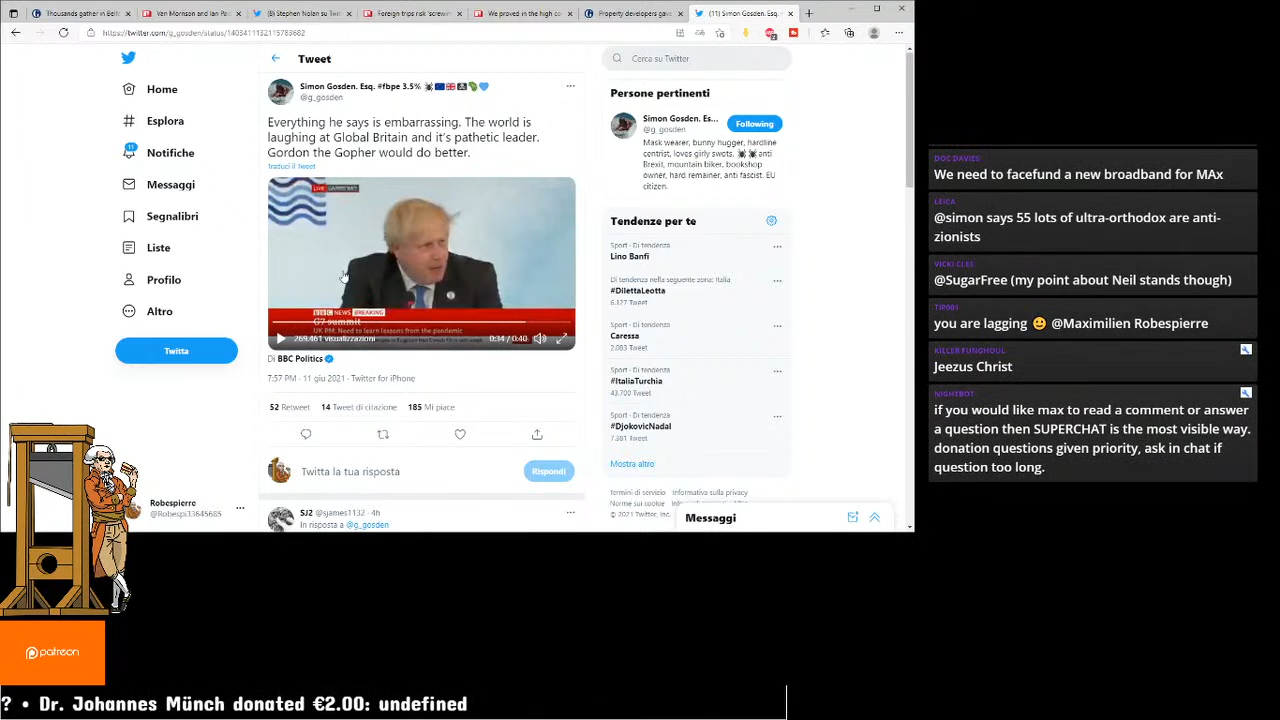 Thousands gather in Belf
Van Morrison and Ian Pai
(8) Stephen Nolan su Twi
Foreign trips risk 'screwi
We proved in the high co
Property developers gave
(11) Simon Gosden. Esq.
https://twitter.com/g_gosden/status/1403411132115783682
Home
Esplora
11
Notifiche
Messaggi
Segnalibri
Liste
Profilo
Altro
Twitta
Robespierre
@Robespi13645685
Tweet
Simon Gosden. Esq. #fbpe 3.5%
@g_gosden
Everything he says is embarrassing. The world is
laughing at Global Britain and it's pathetic leader.
Gordon the Gopher would do better.
Traduci il Tweet
LIVE
BBC NEWS BREAKING
G7 summit
UK PM: Need to learn lessons from the pandemic
269.461 visualizzazioni
0:34 / 0:40
Di BBC Politics
7:57 PM · 11 giu 2021 · Twitter for iPhone
52 Retweet 14 Tweet di citazione 185 Mi piace
Twitta la tua risposta
Rispondi
SJ2 @sjames1132 · 4h
In risposta a @g_gosden
Cerca su Twitter
Persone pertinenti
Simon Gosden. Es...
@g_gosden
Following
Mask wearer, bunny hugger, hardline
centrist, loves girly swots. anti
Brexit, mountain biker, bookshop
owner, hard remainer, anti fascist. EU
citizen.
Tendenze per te
Sport · Di tendenza
Lino Banfi
Di tendenza nella seguente zona: Italia
#DilettaLeotta
6.127 Tweet
Sport · Di tendenza
Caressa
2.083 Tweet
Sport · Di tendenza
#ItaliaTurchia
43.700 Tweet
Sport · Di tendenza
#DjokovicNadal
7.381 Tweet
Mostra altro
Termini di servizio Informativa sulla privacy
Norme sui cookie
© 2021 Twitter, Inc.
Messaggi
DOC DAVIES
We need to facefund a new broadband for MAx
LEICA
@simon says 55 lots of ultra-orthodox are anti-
zionists
VICKI CLEE
@SugarFree (my point about Neil stands though)
TIP001
you are lagging 😃 @Maximilien robespierre
KILLER FUNGHOUL
Jeezus Christ
NIGHTBOT
if you would like max to read a comment or answer
a question then SUPERCHAT is the most visible way.
donation questions given priority, ask in chat if
question too long.
patreon
? • Dr. Johannes Münch donated €2.00: undefined